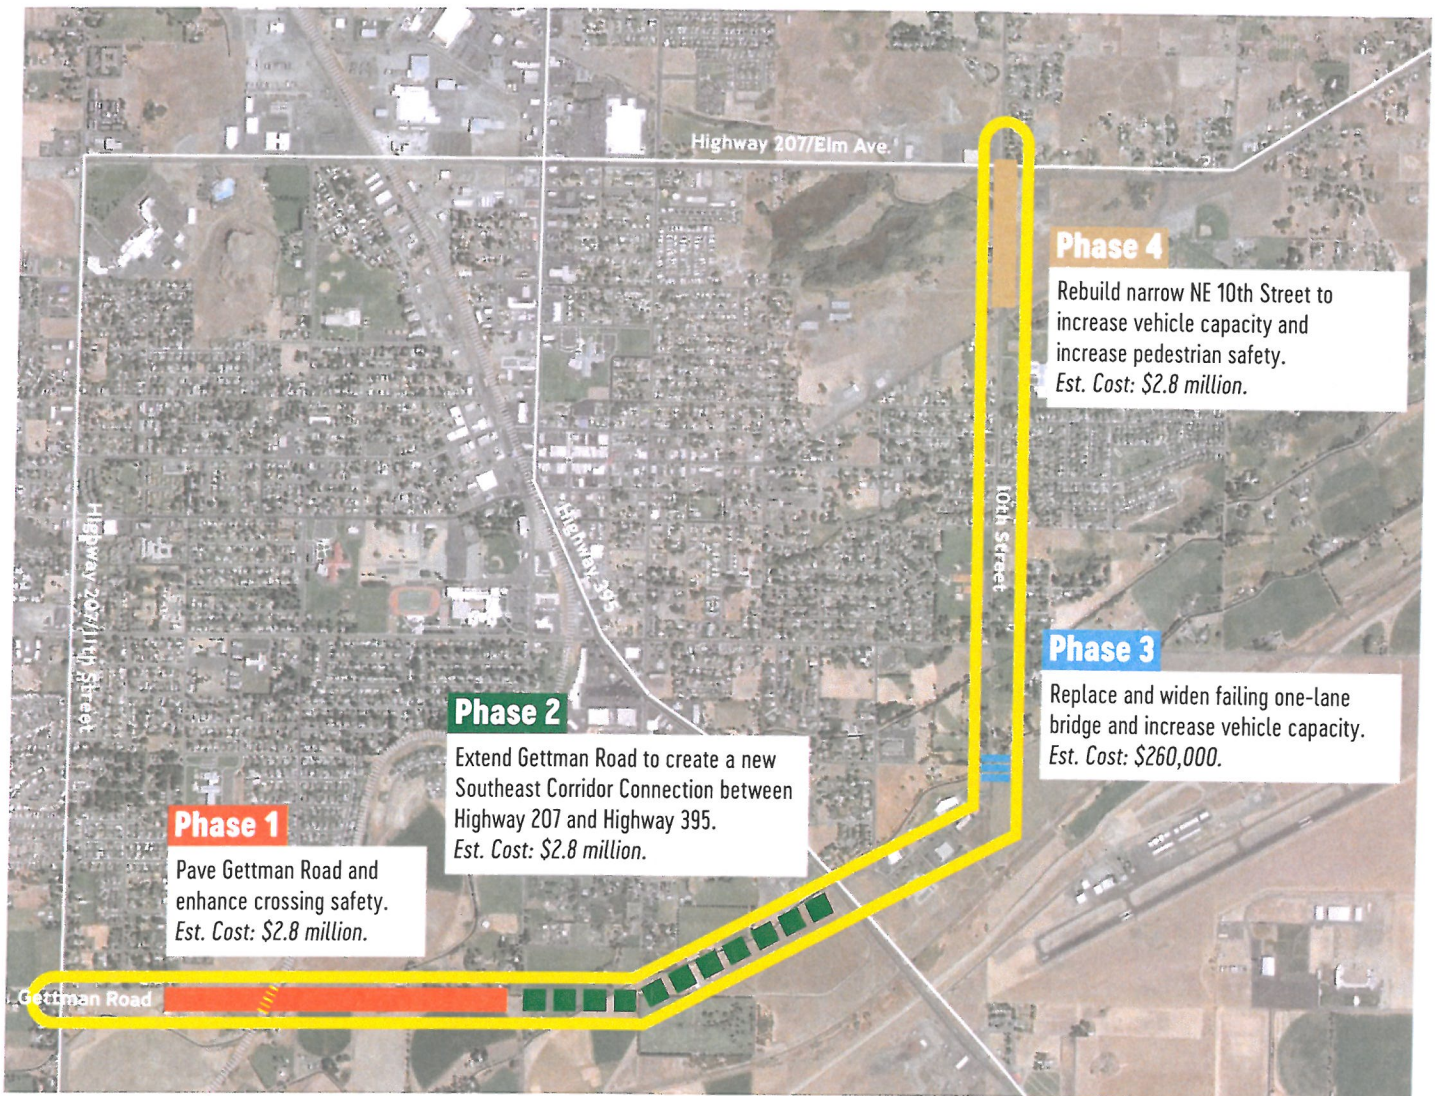 Highway 207/Elm Ave.
Phase 4
Rebuild narrow NE 10th Street to
increase vehicle capacity and
increase pedestrian safety.
Est. Cost: $2.8 million.
10th Street
Highway 395
Highway 207/11th Street
Phase 3
Replace and widen failing one-lane
bridge and increase vehicle capacity.
Est. Cost: $260,000.
Phase 2
Extend Gettman Road to create a new
Southeast Corridor Connection between
Highway 207 and Highway 395.
Est. Cost: $2.8 million.
Phase 1
Pave Gettman Road and
enhance crossing safety.
Est. Cost: $2.8 million.
Gettman Road